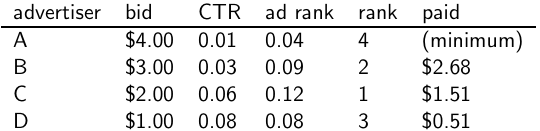 advertiser bid CTR ad rank rank paid
A $4.00 0.01 0.04 4 (minimum)
B $3.00 0.03 0.09 2 $2.68
C $2.00 0.06 0.12 1 $1.51
D $1.00 0.08 0.08 3 $0.51